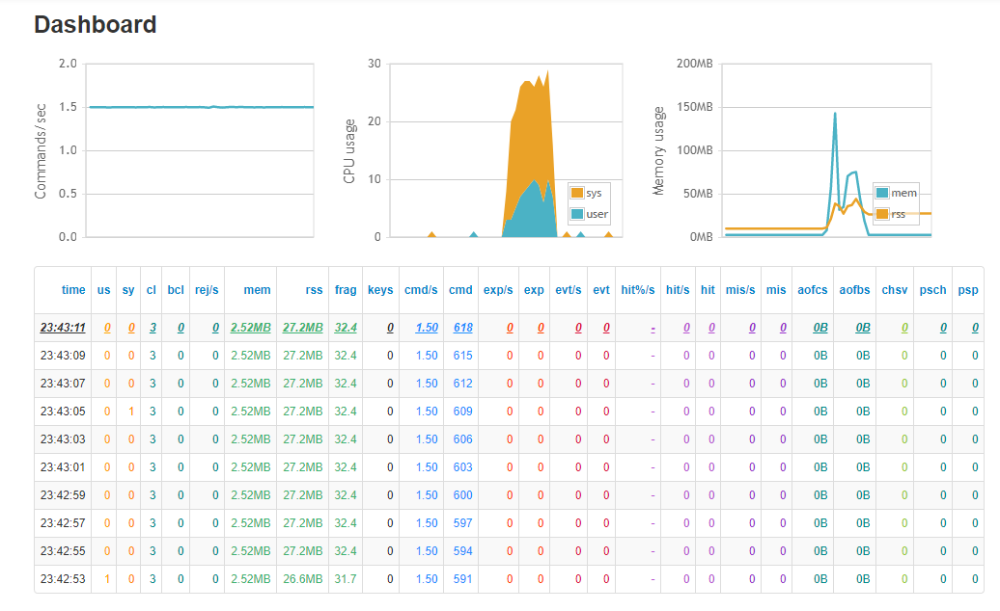 Dashboard
Commands/sec
2.0
1.5
1.0
0.5
0.0
CPU usage
30
20
10
0
sys
user
Memory usage
200MB
150MB
100MB
50MB
0MB
mem
rss
time us sy cl bcl rej/s mem rss frag keys cmd/s cmd exp/s exp evt/s evt hit%/s hit/s hit mis/s mis aofcs aofbs chsv psch psp
23:43:11 0 0 3 0 0 2.52MB 27.2MB 32.4 0 1.50 618 0 0 0 0 - 0 0 0 0 0B 0B 0 0 0
23:43:09 0 0 3 0 0 2.52MB 27.2MB 32.4 0 1.50 615 0 0 0 0 - 0 0 0 0 0B 0B 0 0 0
23:43:07 0 0 3 0 0 2.52MB 27.2MB 32.4 0 1.50 612 0 0 0 0 - 0 0 0 0 0B 0B 0 0 0
23:43:05 0 1 3 0 0 2.52MB 27.2MB 32.4 0 1.50 609 0 0 0 0 - 0 0 0 0 0B 0B 0 0 0
23:43:03 0 0 3 0 0 2.52MB 27.2MB 32.4 0 1.50 606 0 0 0 0 - 0 0 0 0 0B 0B 0 0 0
23:43:01 0 0 3 0 0 2.52MB 27.2MB 32.4 0 1.50 603 0 0 0 0 - 0 0 0 0 0B 0B 0 0 0
23:42:59 0 0 3 0 0 2.52MB 27.2MB 32.4 0 1.50 600 0 0 0 0 - 0 0 0 0 0B 0B 0 0 0
23:42:57 0 0 3 0 0 2.52MB 27.2MB 32.4 0 1.50 597 0 0 0 0 - 0 0 0 0 0B 0B 0 0 0
23:42:55 0 0 3 0 0 2.52MB 27.2MB 32.4 0 1.50 594 0 0 0 0 - 0 0 0 0 0B 0B 0 0 0
23:42:53 1 0 3 0 0 2.52MB 26.6MB 31.7 0 1.50 591 0 0 0 0 - 0 0 0 0 0B 0B 0 0 0